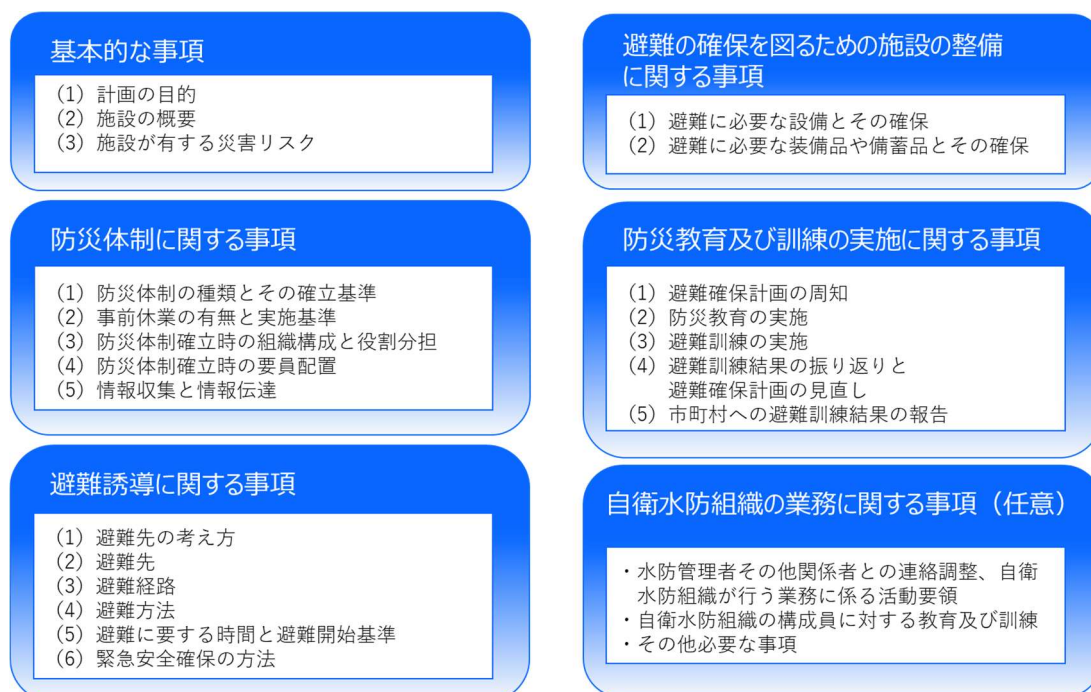 基本的な事項
(1) 計画の目的
(2) 施設の概要
(3) 施設が有する災害リスク
防災体制に関する事項
(1) 防災体制の種類とその確立基準
(2) 事前休業の有無と実施基準
(3) 防災体制確立時の組織構成と役割分担
(4) 防災体制確立時の要員配置
(5) 情報収集と情報伝達
避難誘導に関する事項
(1) 避難先の考え方
(2) 避難先
(3) 避難経路
(4) 避難方法
(5) 避難に要する時間と避難開始基準
(6) 緊急安全確保の方法
避難の確保を図るための施設の整備
に関する事項
(1) 避難に必要な設備とその確保
(2) 避難に必要な装備品や備蓄品とその確保
防災教育及び訓練の実施に関する事項
(1) 避難確保計画の周知
(2) 防災教育の実施
(3) 避難訓練の実施
(4) 避難訓練結果の振り返りと
避難確保計画の見直し
(5) 市町村への避難訓練結果の報告
自衛水防組織の業務に関する事項（任意）
・水防管理者その他関係者との連絡調整、自衛
水防組織が行う業務に係る活動要領
・自衛水防組織の構成員に対する教育及び訓練
・その他必要な事項